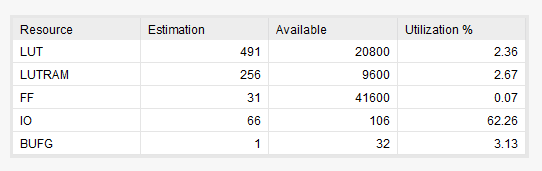 Resource Estimation Available Utilization %
LUT 491 20800 2.36
LUTRAM 256 9600 2.67
FF 31 41600 0.07
IO 66 106 62.26
BUFG 1 32 3.13